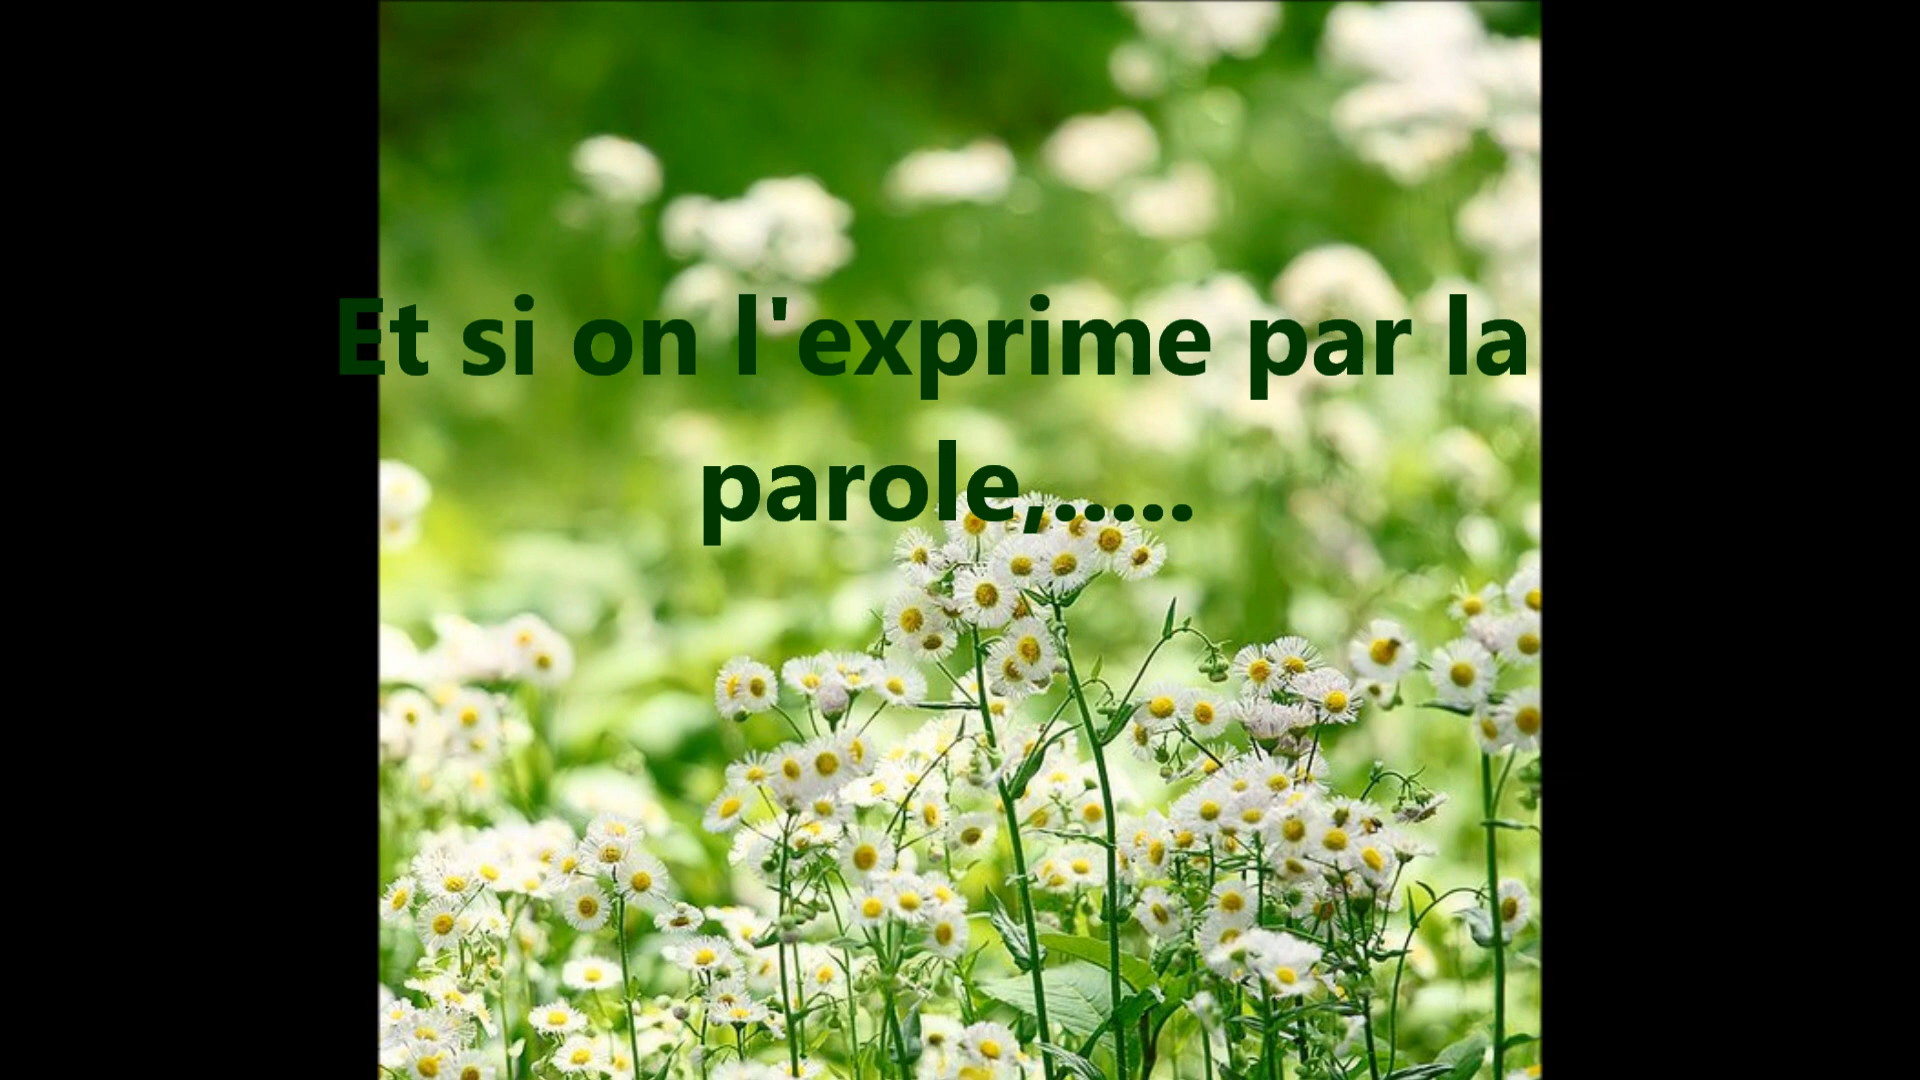 Et si on l'exprime par la
parole,.....